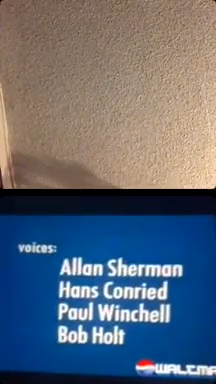 voices:
Allan Sherman
Hans Conried
Paul Winchell
Bob Holt